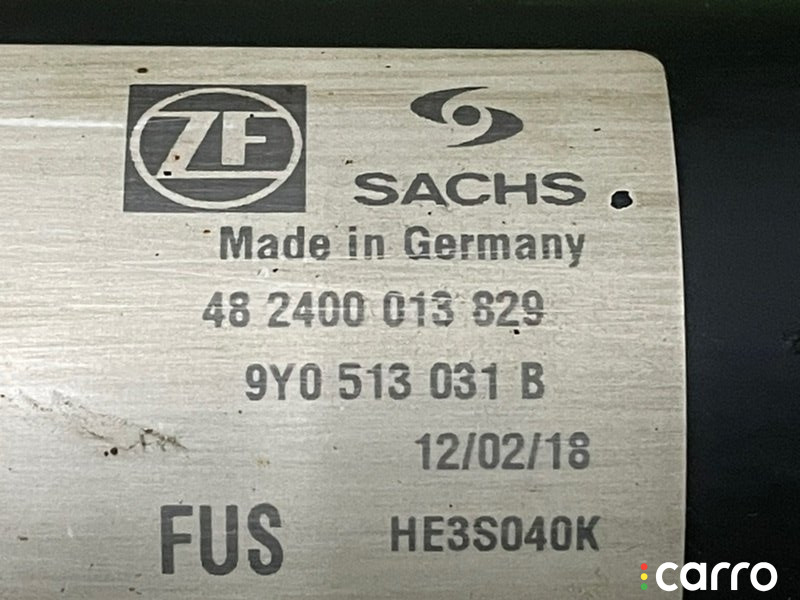 ZF
SACHS
Made in Germany
48 2400 013 829
9Y0 513 031 B
12/02/18
FUS
HE3S040K
carro